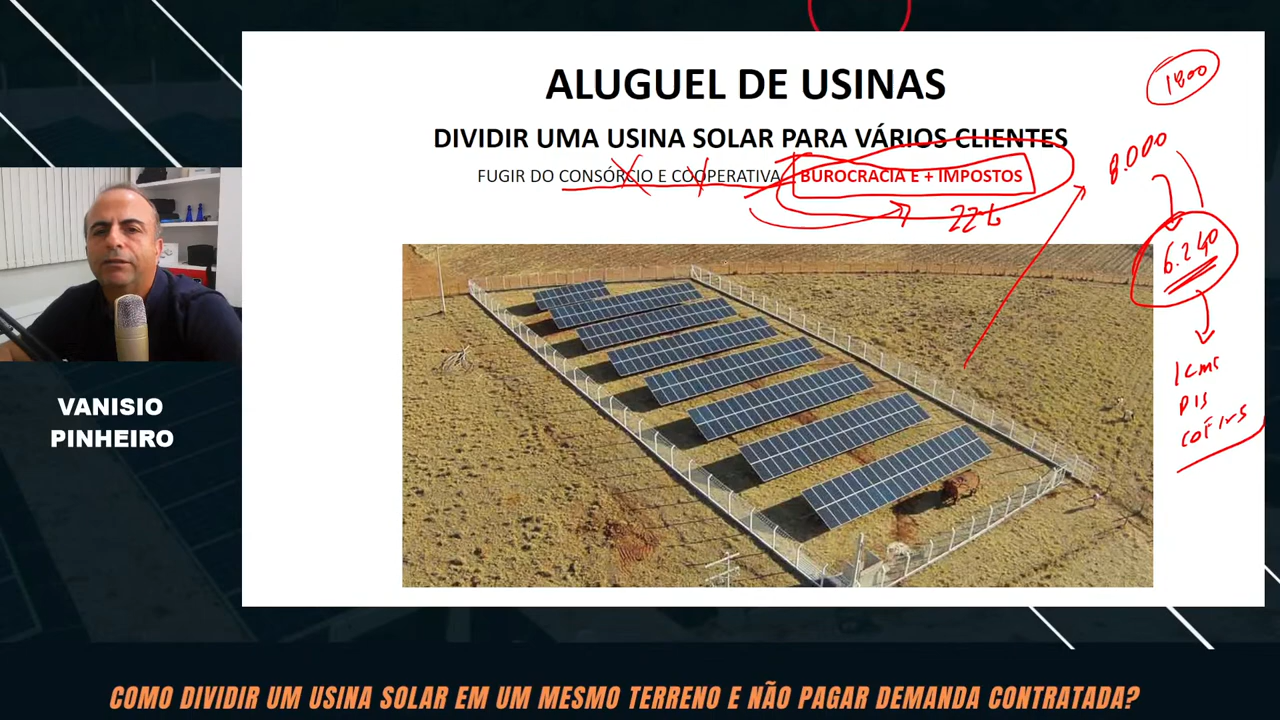 ALUGUEL DE USINAS
DIVIDIR UMA USINA SOLAR PARA VÁRIOS CLIENTES
FUGIR DO CONSÓRCIO E COOPERATIVA BUROCRACIA E + IMPOSTOS
1800
8.000
6.240
ICMS
PIS
COFINS
VANISIO
PINHEIRO
COMO DIVIDIR UM USINA SOLAR EM UM MESMO TERRENO E NÃO PAGAR DEMANDA CONTRATADA?